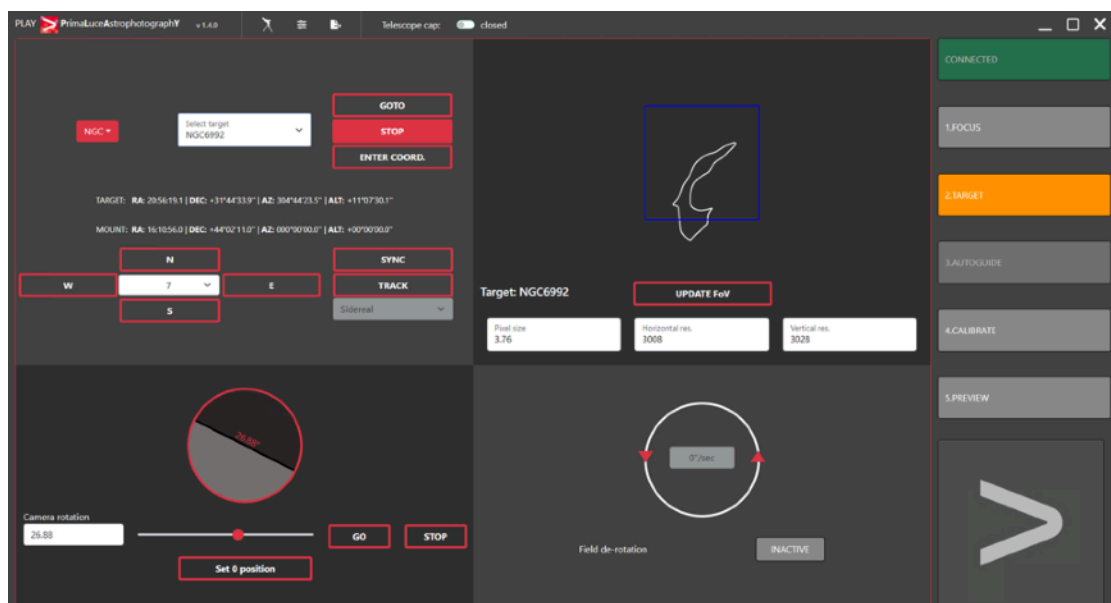 PLAY PrimaLuceAstrophotographY v 1.4.0 Telescope cap: closed
NGC
Select target
NGC6992
GOTO
STOP
ENTER COORD.
TARGET: RA: 20:56:19.1 | DEC: +31°44'33.9" | AZ: 304°44'23.5" | ALT: +11°07'30.1"
MOUNT: RA: 16:10:56.0 | DEC: +44°02'11.0" | AZ: 000°00'00.0" | ALT: +00°00'00.0"
N
W 7 E
S
SYNC
TRACK
Sidereal
Target: NGC6992
UPDATE FoV
Pixel size
3.76
Horizontal res.
3008
Vertical res.
3028
26.88°
Camera rotation
26.88
GO
STOP
Set 0 position
0°/sec
Field de-rotation
INACTIVE
CONNECTED
1.FOCUS
2.TARGET
3.AUTOGUIDE
4.CALIBRATE
5.PREVIEW